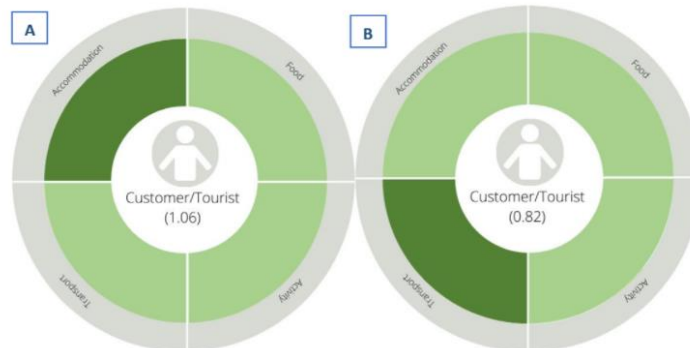 A
Accommodation
Food
Customer/Tourist
(1.06)
Transport
Activity
B
Accommodation
Food
Customer/Tourist
(0.82)
Transport
Activity